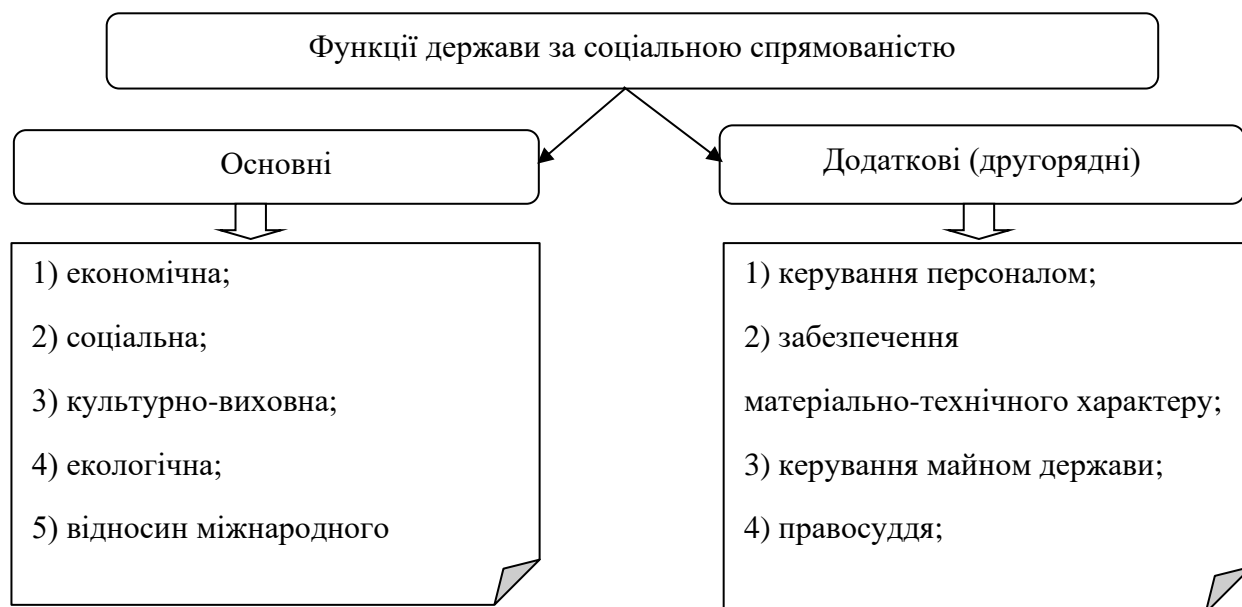 Функції держави за соціальною спрямованістю
Основні
Додаткові (другорядні)
1) економічна;
2) соціальна;
3) культурно-виховна;
4) екологічна;
5) відносин міжнародного
1) керування персоналом;
2) забезпечення
матеріально-технічного характеру;
3) керування майном держави;
4) правосуддя;